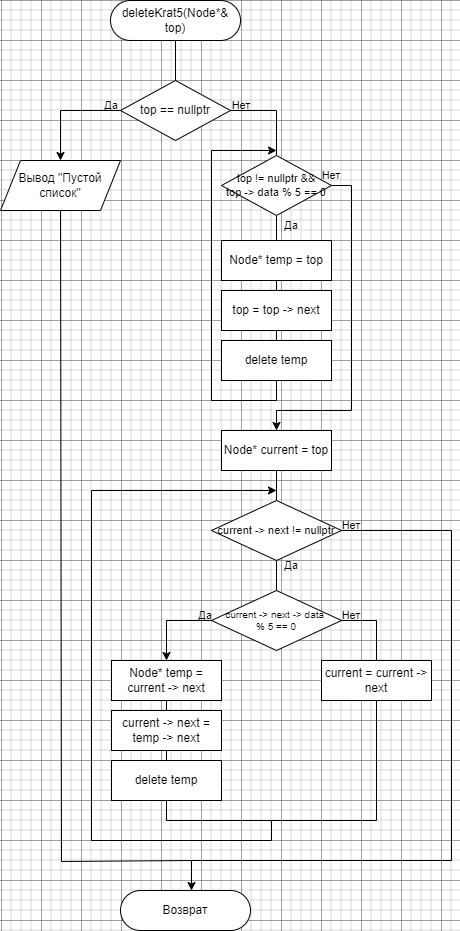 deleteKrat5(Node*&
top)
top == nullptr
Да
Нет
Вывод "Пустой
список"
top != nullptr &&
top -> data % 5 == 0
Нет
Да
Node* temp = top
top = top -> next
delete temp
Node* current = top
current -> next != nullptr
Нет
Да
current -> next -> data
% 5 == 0
Да
Нет
Node* temp =
current -> next
current = current ->
next
current -> next =
temp -> next
delete temp
Возврат